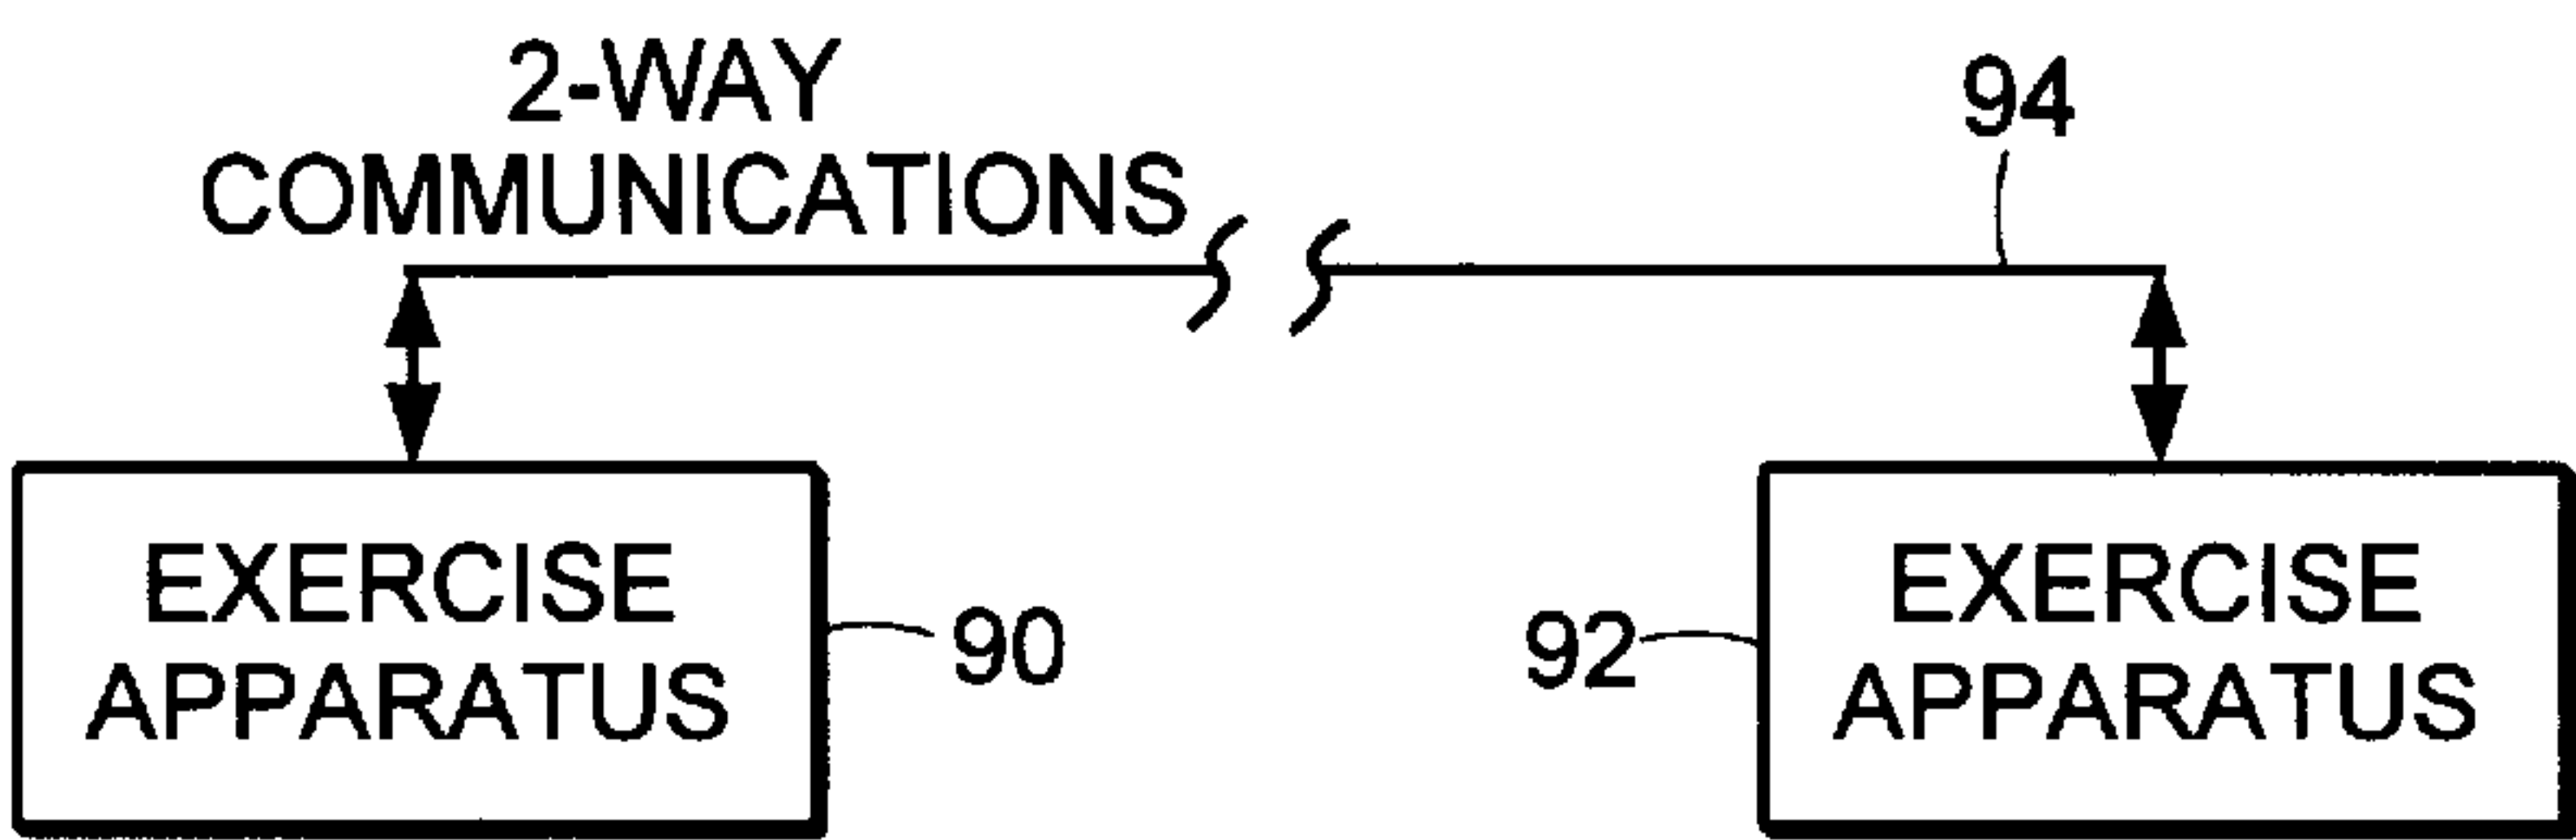 2-WAY
COMMUNICATIONS
94
EXERCISE
APPARATUS
90
92
EXERCISE
APPARATUS